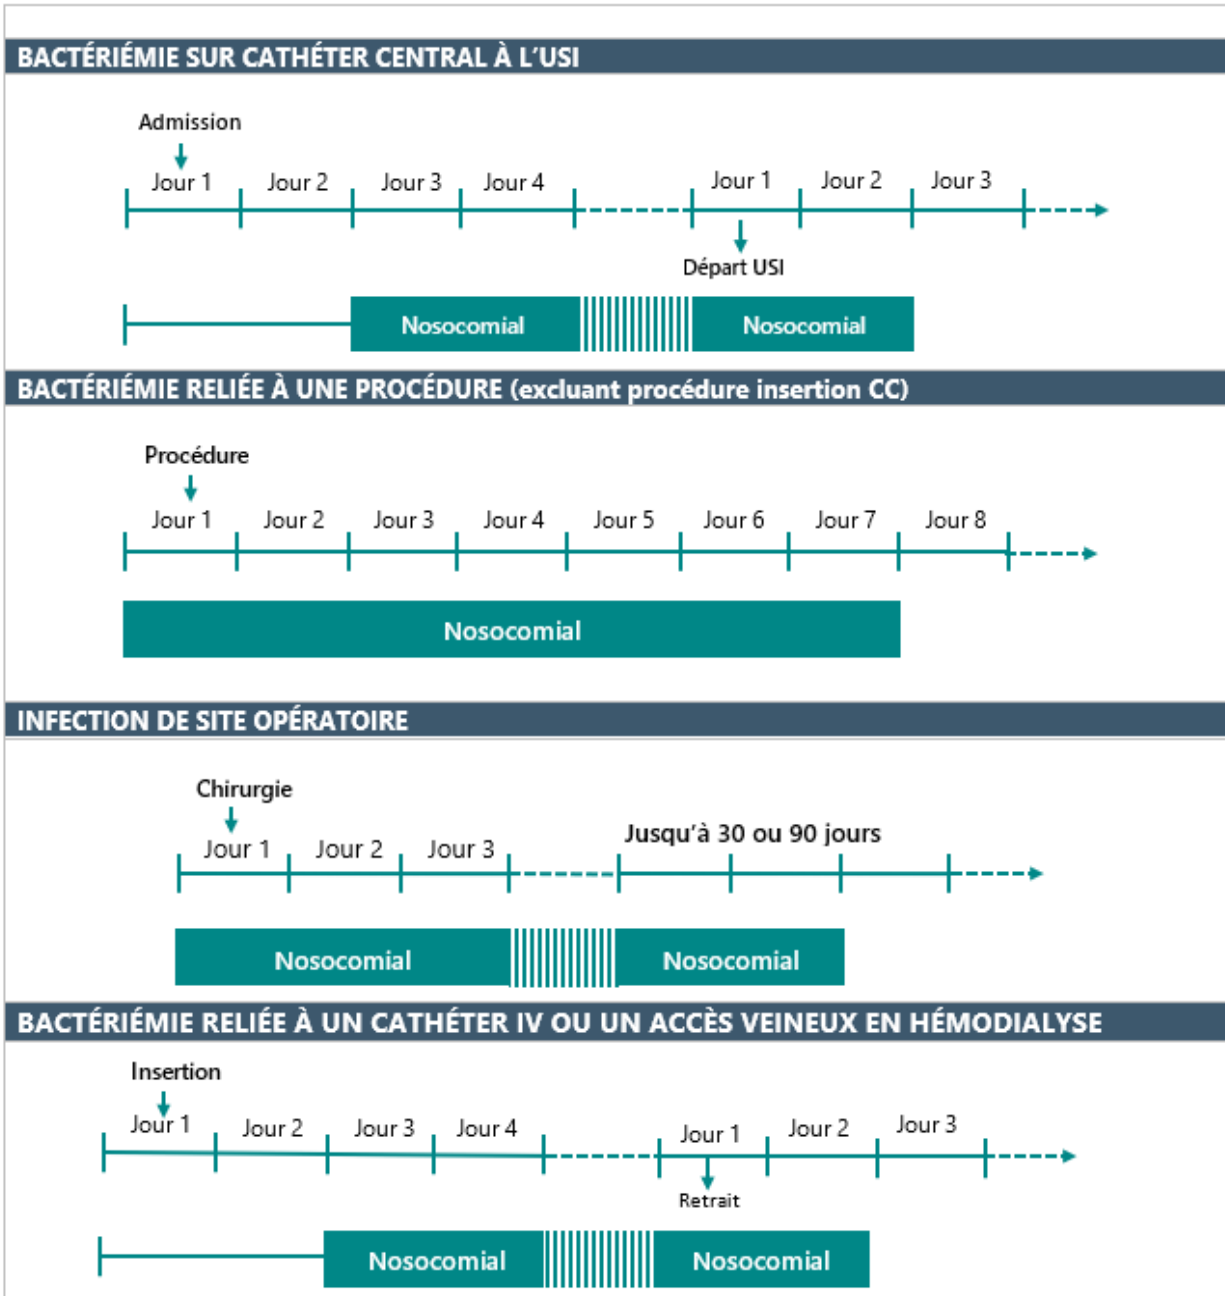 BACTÉRIÉMIE SUR CATHÉTER CENTRAL À L'USI
Admission
Jour 1 Jour 2 Jour 3 Jour 4 Jour 1 Jour 2 Jour 3
Départ USI
Nosocomial Nosocomial
BACTÉRIÉMIE RELIÉE À UNE PROCÉDURE (excluant procédure insertion CC)
Procédure
Jour 1 Jour 2 Jour 3 Jour 4 Jour 5 Jour 6 Jour 7 Jour 8
Nosocomial
INFECTION DE SITE OPÉRATOIRE
Chirurgie
Jusqu'à 30 ou 90 jours
Jour 1 Jour 2 Jour 3
Nosocomial Nosocomial
BACTÉRIÉMIE RELIÉE À UN CATHÉTER IV OU UN ACCÈS VEINEUX EN HÉMODIALYSE
Insertion
Jour 1 Jour 2 Jour 3 Jour 4 Jour 1 Jour 2 Jour 3
Retrait
Nosocomial Nosocomial